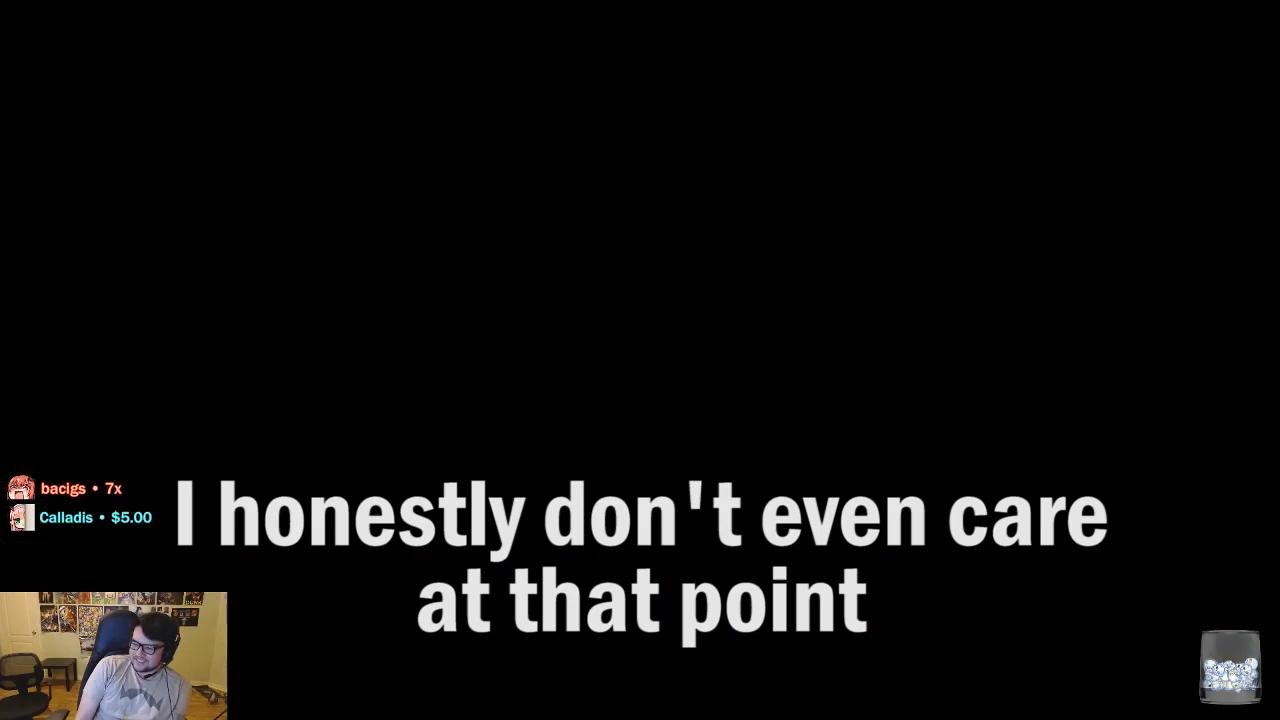 bacigs • 7x
Calladis • $5.00
I honestly don't even care
at that point